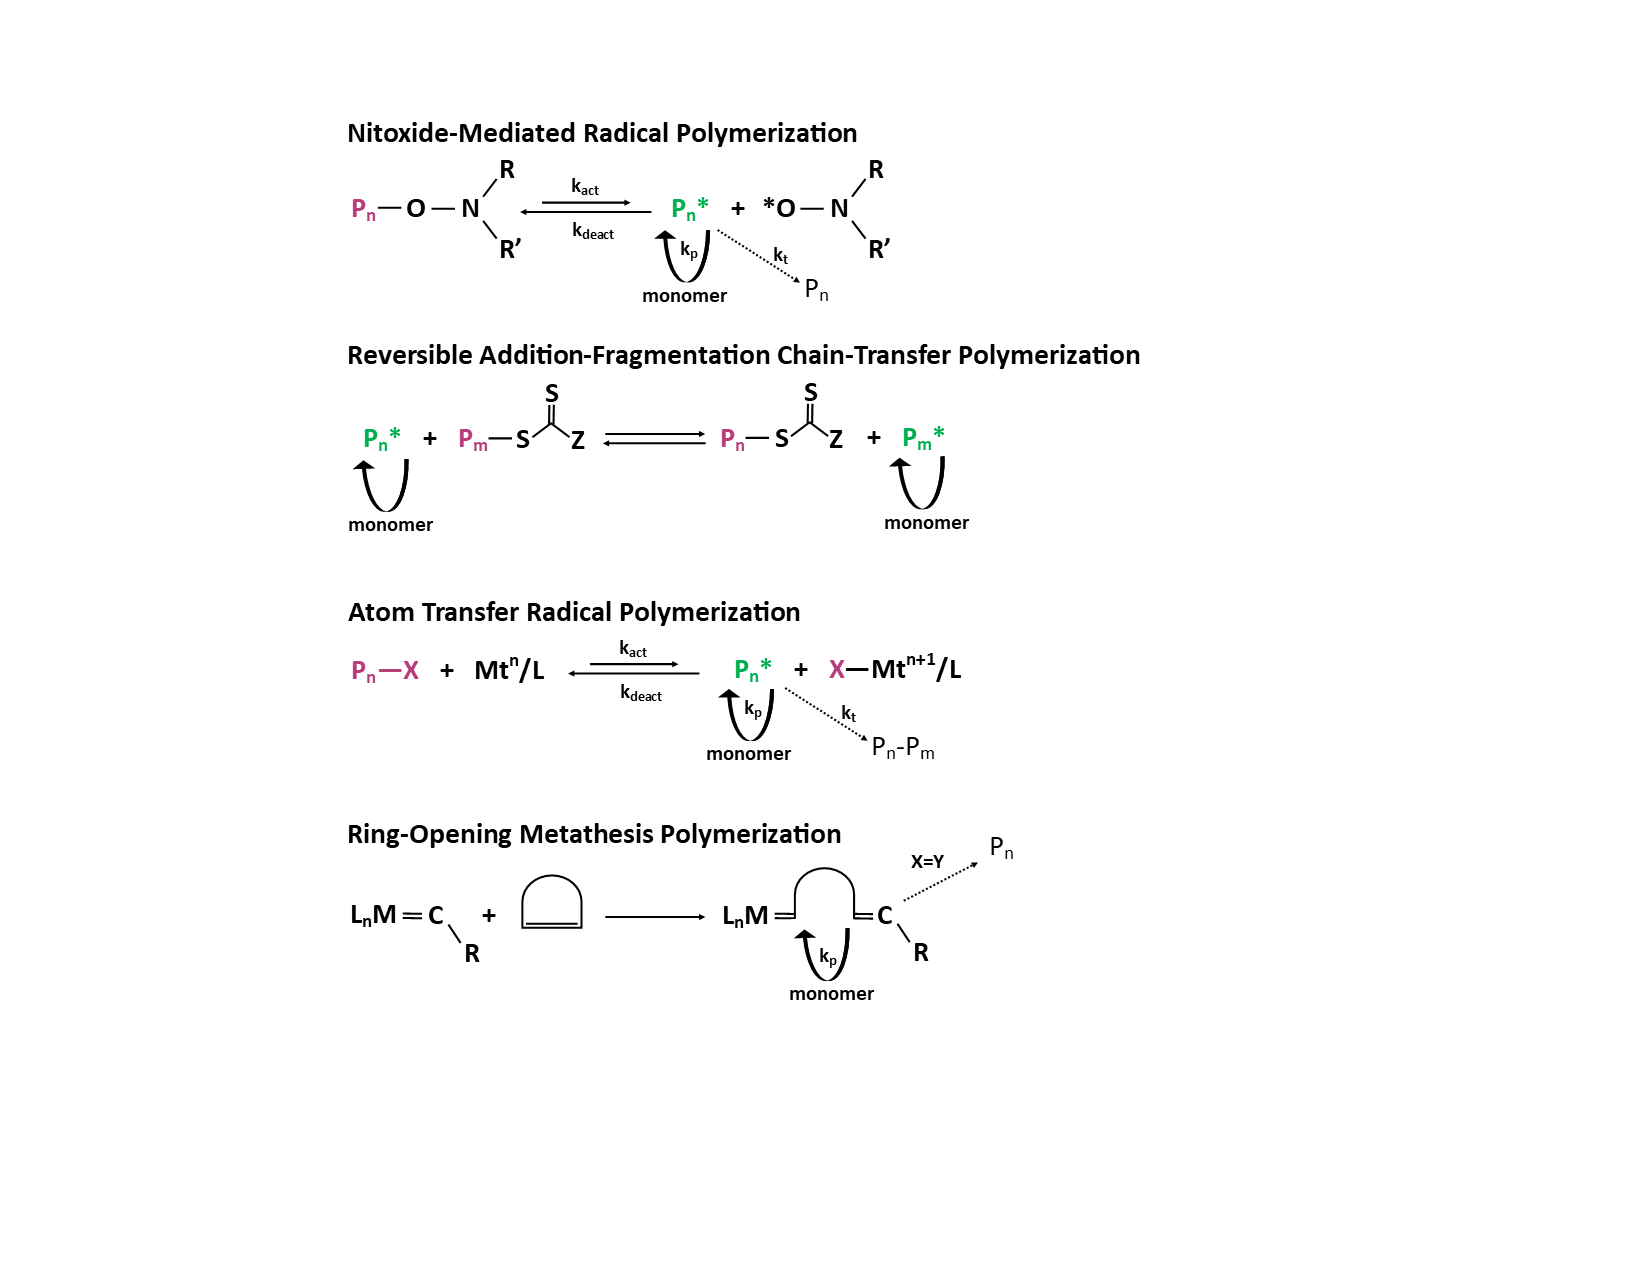 Nitoxide-Mediated Radical Polymerization
R
kact
Pn — O — N ⇌ Pn* + *O — N
kdeact
R’ kp kt R’
monomer Pn
Reversible Addition-Fragmentation Chain-Transfer Polymerization
S S
Pn* + Pm—S Z ⇌ Pn—S Z + Pm*
monomer monomer
Atom Transfer Radical Polymerization
kact
Pn—X + Mtn/L ⇌ Pn* + X—Mtn+1/L
kdeact kp kt
monomer Pn-Pm
Ring-Opening Metathesis Polymerization
X=Y Pn
LnM=C + → LnM= =C
R kp R
monomer